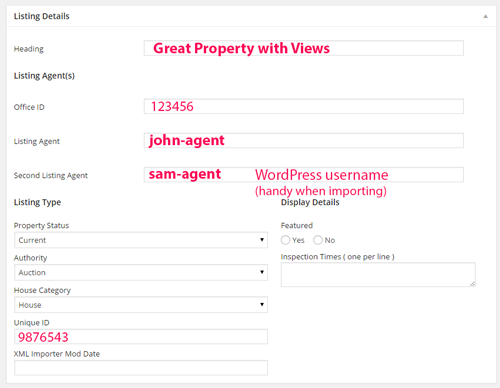 Listing Details
Heading
Great Property with Views
Listing Agent(s)
Office ID
123456
Listing Agent
john-agent
Second Listing Agent
sam-agent
WordPress username
(handy when importing)
Listing Type
Display Details
Property Status
Featured
Current
Yes No
Authority
Inspection Times ( one per line )
Auction
House Category
House
Unique ID
9876543
XML Importer Mod Date